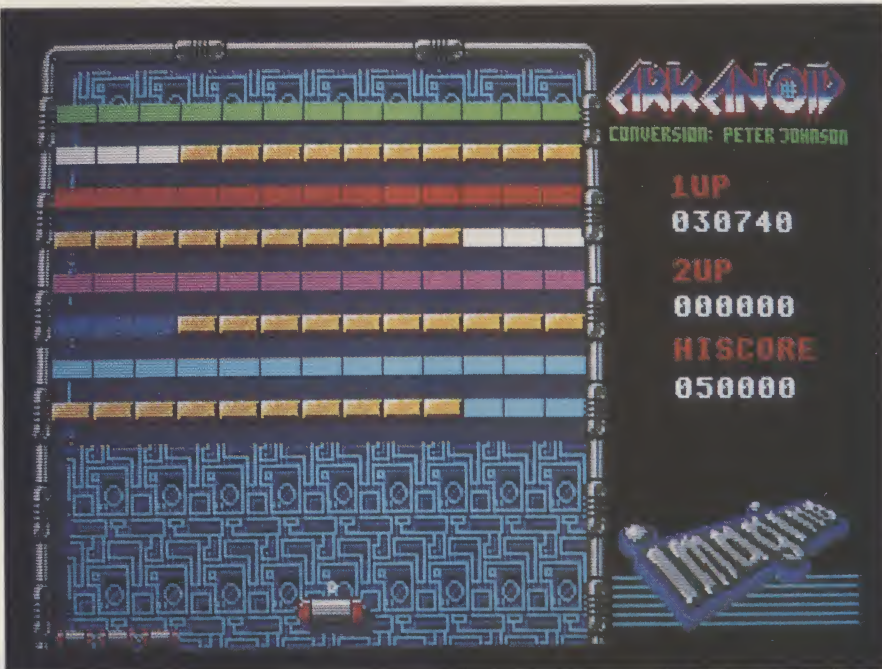 ARKANOID
CONVERSION: PETER JOHNSON
1UP
030740
2UP
000000
HISCORE
050000
Imagine